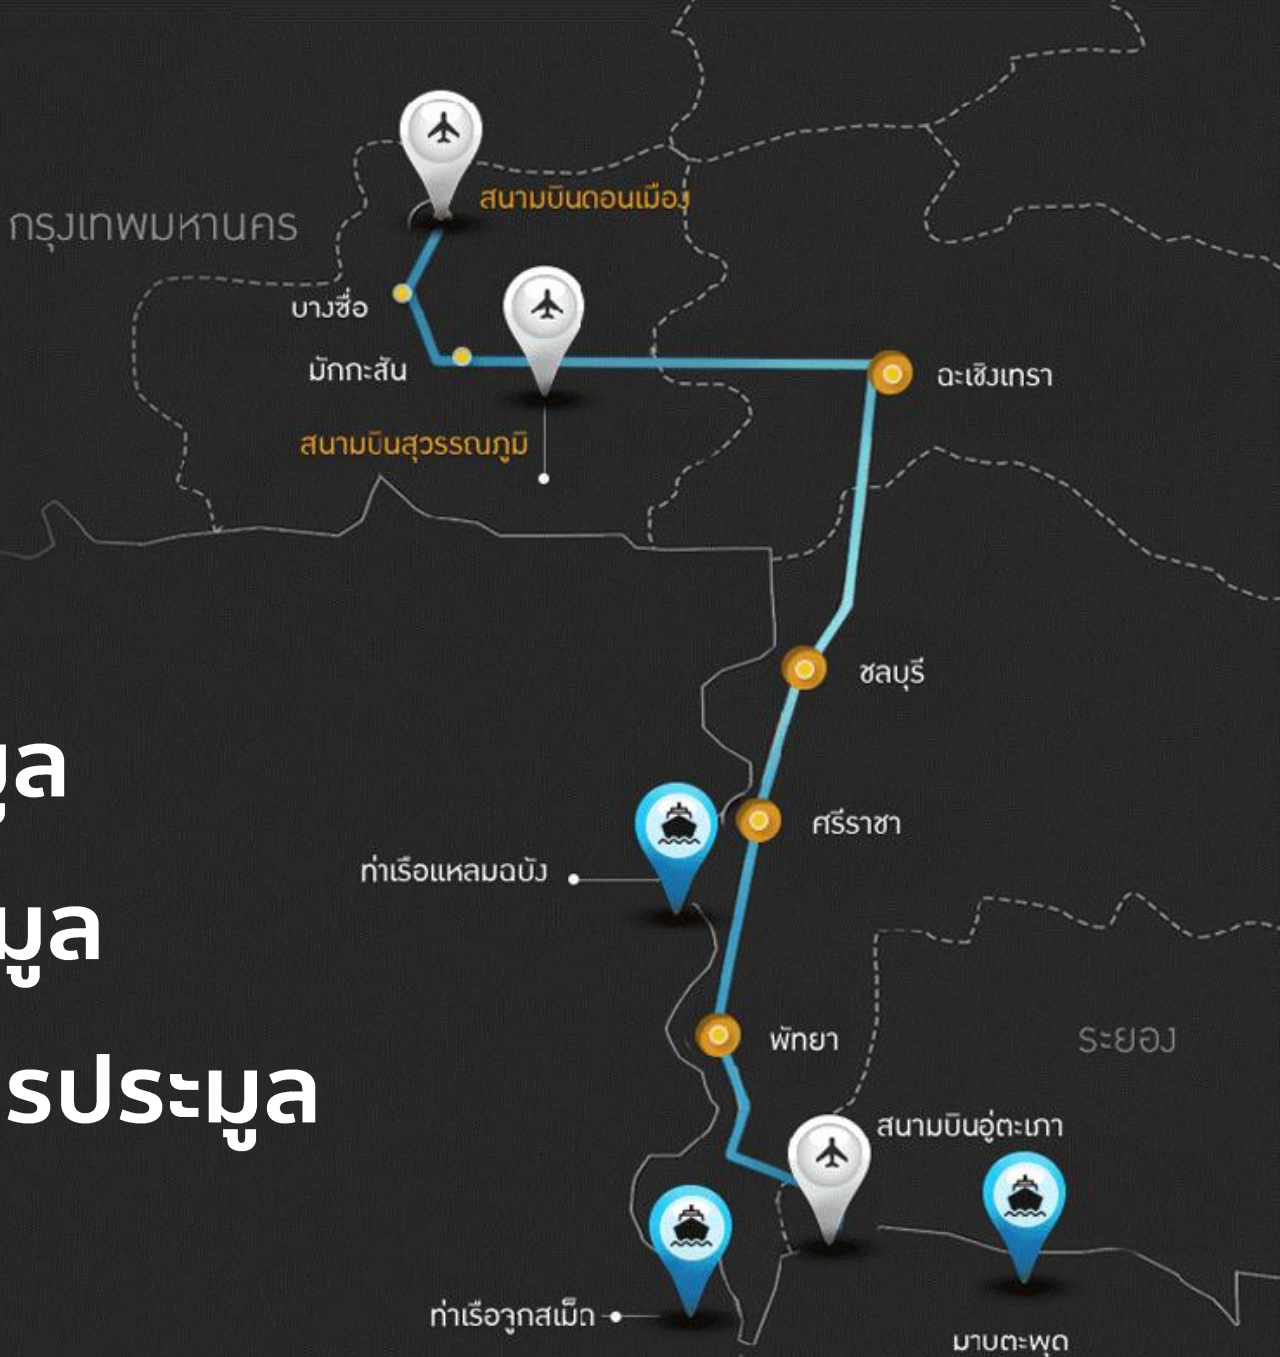 สนามบินดอนเมือง
กรุงเทพมหานคร
บางซื่อ
มักกะสัน
ฉะเชิงเทรา
สนามบินสุวรรณภูมิ
ชลบุรี
มูล
ศรีราชา
ท่าเรือแหลมฉบัง
มูล
พัทยา
ระยอง
รประมูล
สนามบินอู่ตะเภา
ท่าเรือจูกสเม็ด
มาบตะพุด